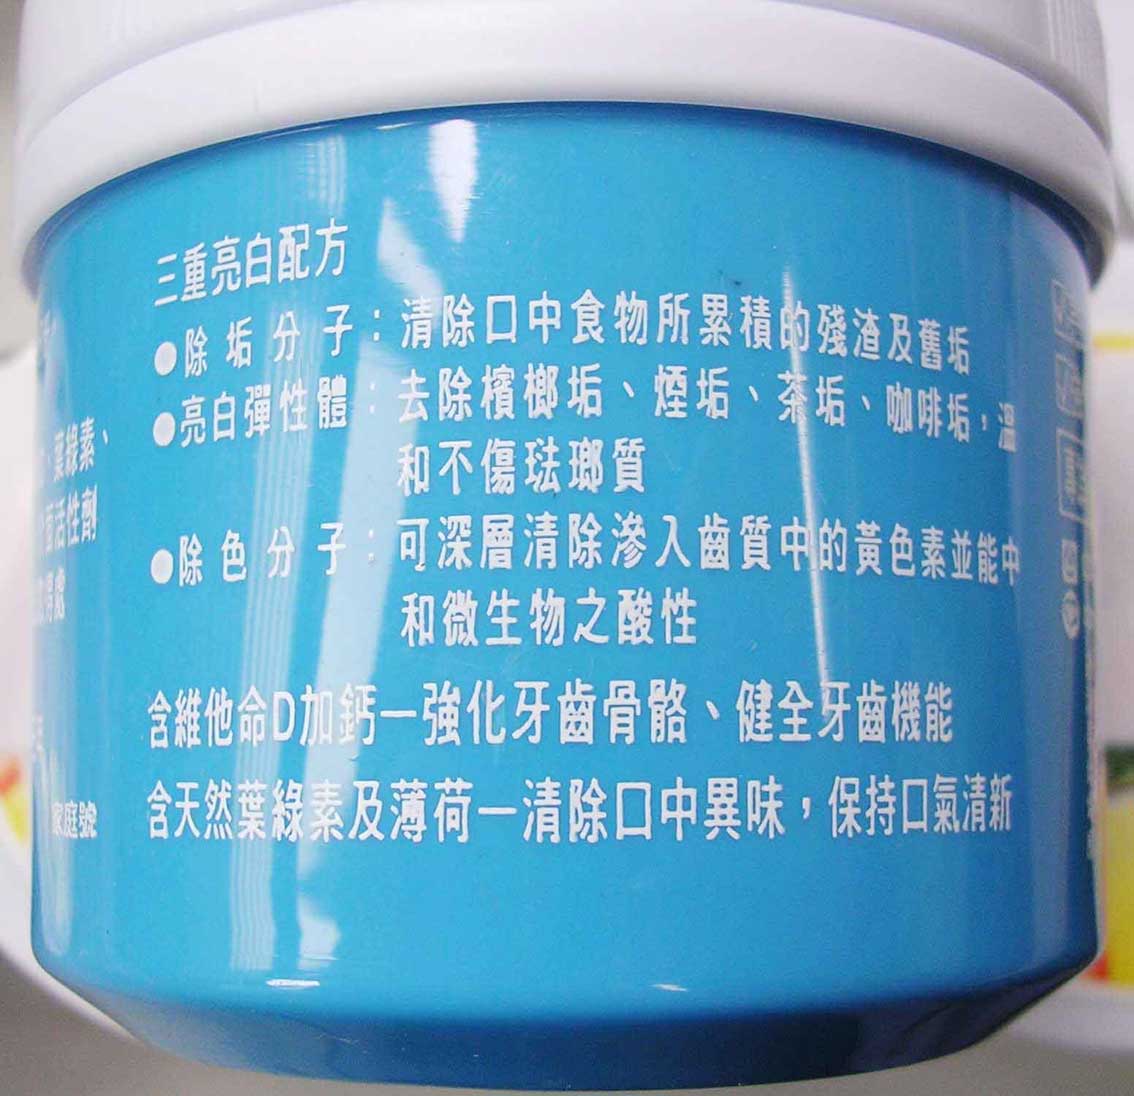 三重亮白配方
●除垢分子：清除口中食物所累積的殘渣及舊垢
●亮白彈性體：去除檳榔垢、煙垢、茶垢、咖啡垢，溫
和不傷琺瑯質
●除色分子：可深層清除滲入齒質中的黃色素並能中
和微生物之酸性
含維他命D加鈣—強化牙齒骨骼、健全牙齒機能
含天然葉綠素及薄荷—清除口中異味，保持口氣清新
葉綠素、
面活性劑
家庭號